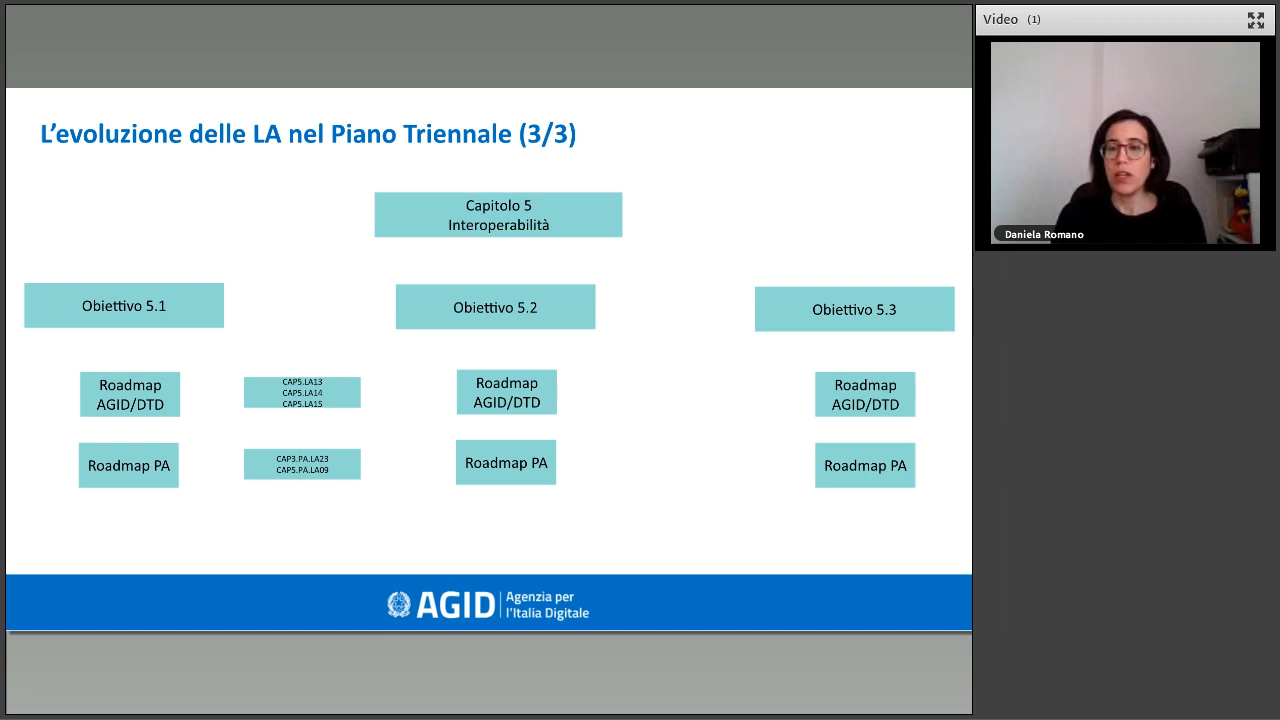 Video (1)
Daniela Romano
L'evoluzione delle LA nel Piano Triennale (3/3)
Capitolo 5
Interoperabilità
Obiettivo 5.1
Obiettivo 5.2
Obiettivo 5.3
Roadmap
AGID/DTD
CAP5.LA13
CAP5.LA14
CAP5.LA15
Roadmap
AGID/DTD
Roadmap
AGID/DTD
Roadmap PA
CAP3.PA.LA23
CAP5.PA.LA09
Roadmap PA
Roadmap PA
AGID
Agenzia per
l'Italia Digitale